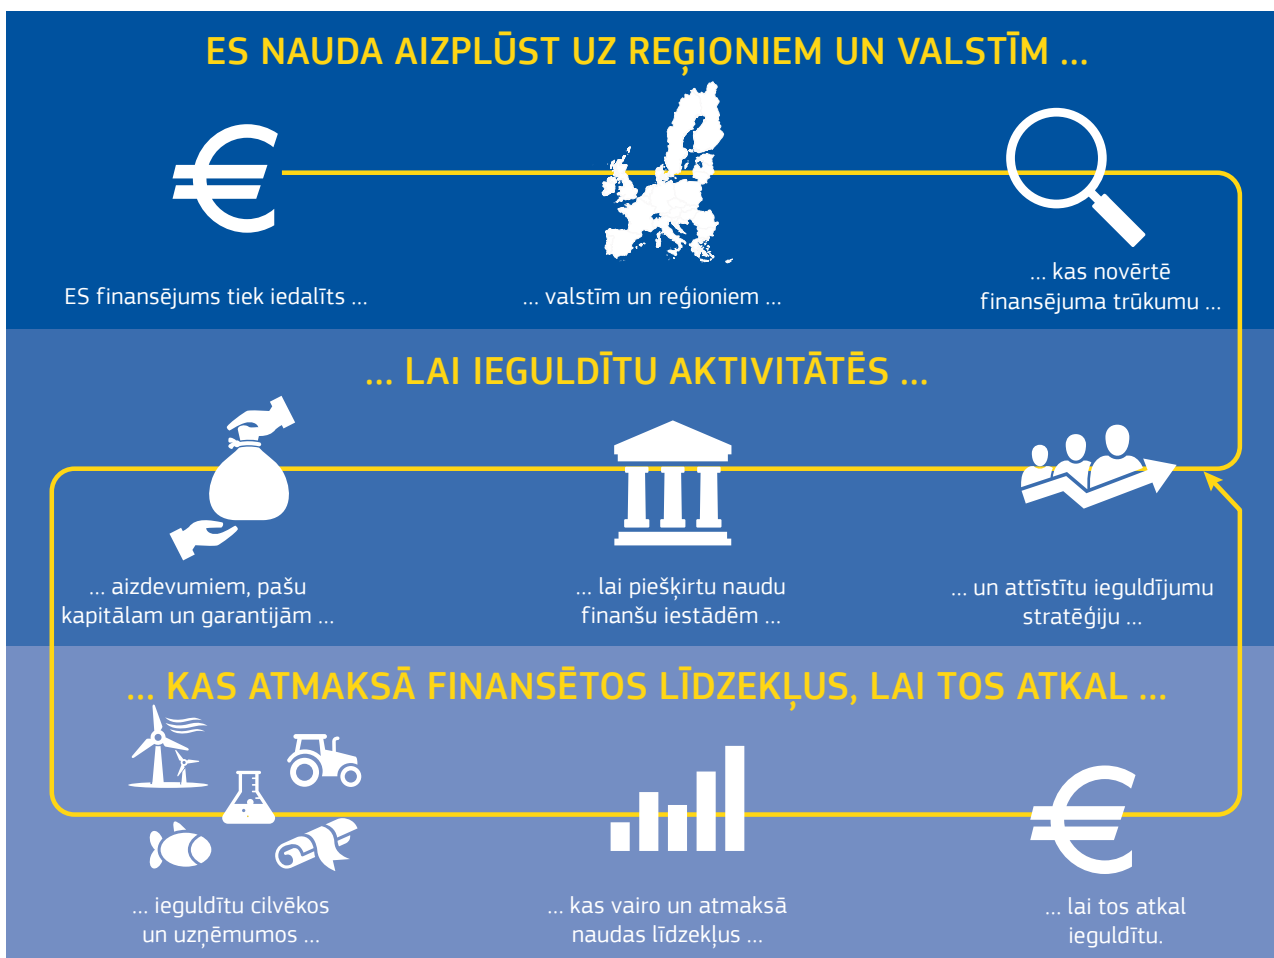 ES NAUDA AIZPLŪST UZ REĢIONIEM UN VALSTĪM ...
ES finansējums tiek iedalīts ...
... valstīm un reģioniem ...
... kas novērtē
finansējuma trūkumu ...
... LAI IEGULDĪTU AKTIVITĀTĒS ...
... aizdevumiem, pašu
kapitālam un garantijām ...
... lai piešķirtu naudu
finanšu iestādēm ...
... un attīstītu ieguldījumu
stratēģiju ...
... KAS ATMAKSĀ FINANSĒTOS LĪDZEKĻUS, LAI TOS ATKAL ...
... ieguldītu cilvēkos
un uzņēmumos ...
... kas vairo un atmaksā
naudas līdzekļus ...
... lai tos atkal
ieguldītu.